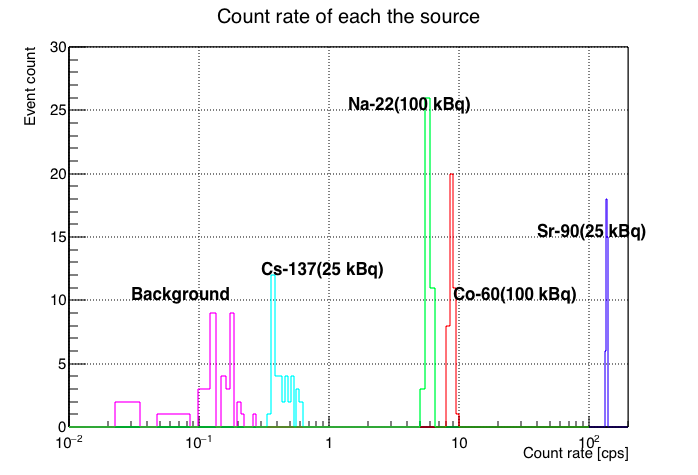 Count rate of each the source
Event count
30
25
20
15
10
5
0
Na-22(100 kBq)
Sr-90(25 kBq)
Cs-137(25 kBq)
Background
Co-60(100 kBq)
10⁻² 10⁻¹ 1 10 10²
Count rate [cps]